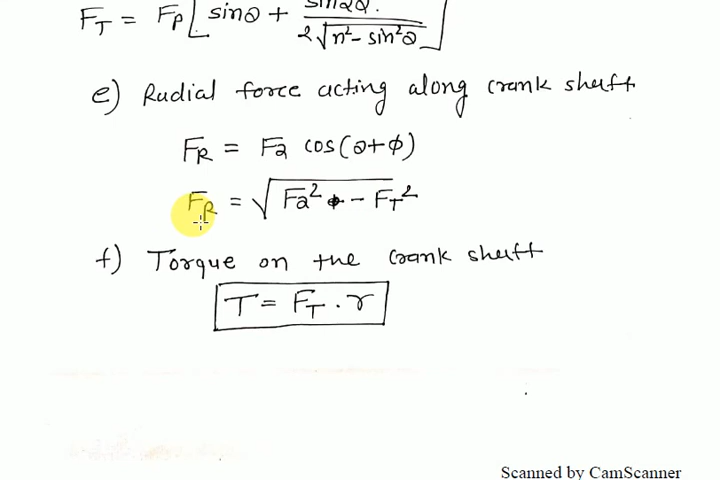 F_T = F_P [ sinθ + sin2θ / 2√n² - sin²θ ]
e) Radial force acting along crank shaft
F_R = F_Q cos(θ+φ)
F_R = √F_Q² - F_T²
f) Torque on the crank shaft
T = F_T . r
Scanned by CamScanner